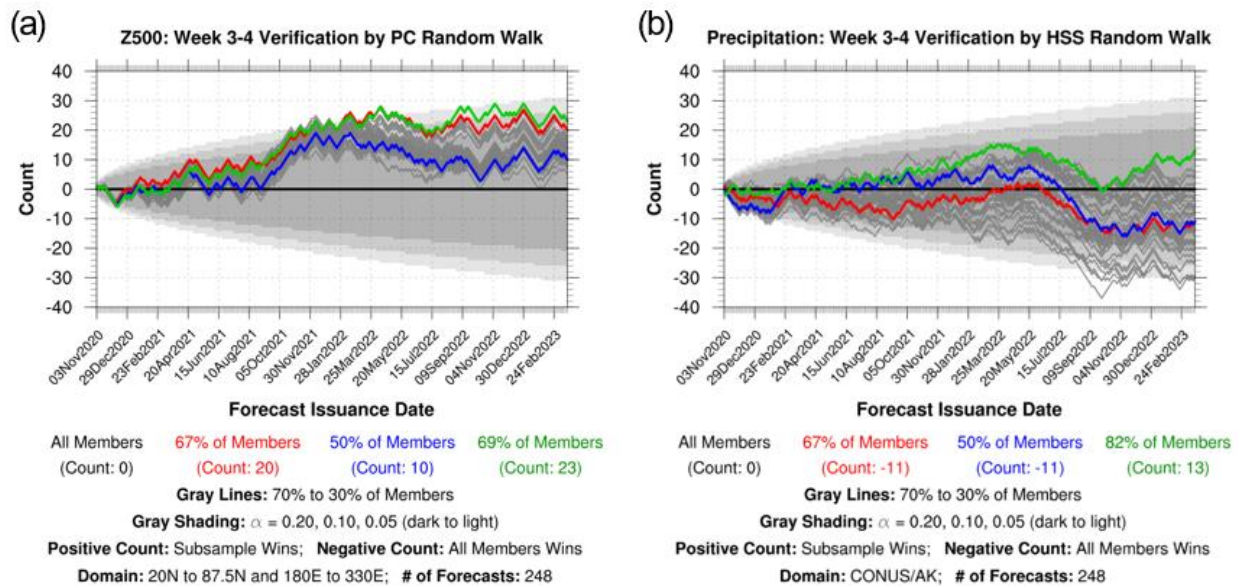 (a)
Z500: Week 3-4 Verification by PC Random Walk
40
30
20
10
0
-10
-20
-30
-40
Count
03Nov2020
29Dec2020
23Feb2021
20Apr2021
15Jun2021
10Aug2021
05Oct2021
30Nov2021
28Jan2022
25Mar2022
20May2022
15Jul2022
09Sep2022
04Nov2022
30Dec2022
24Feb2023
Forecast Issuance Date
All Members
(Count: 0)
67% of Members
(Count: 20)
50% of Members
(Count: 10)
69% of Members
(Count: 23)
Gray Lines: 70% to 30% of Members
Gray Shading: α = 0.20, 0.10, 0.05 (dark to light)
Positive Count: Subsample Wins; Negative Count: All Members Wins
Domain: 20N to 87.5N and 180E to 330E; # of Forecasts: 248
(b)
Precipitation: Week 3-4 Verification by HSS Random Walk
40
30
20
10
0
-10
-20
-30
-40
Count
03Nov2020
29Dec2020
23Feb2021
20Apr2021
15Jun2021
10Aug2021
05Oct2021
30Nov2021
28Jan2022
25Mar2022
20May2022
15Jul2022
09Sep2022
04Nov2022
30Dec2022
24Feb2023
Forecast Issuance Date
All Members
(Count: 0)
67% of Members
(Count: -11)
50% of Members
(Count: -11)
82% of Members
(Count: 13)
Gray Lines: 70% to 30% of Members
Gray Shading: α = 0.20, 0.10, 0.05 (dark to light)
Positive Count: Subsample Wins; Negative Count: All Members Wins
Domain: CONUS/AK; # of Forecasts: 248